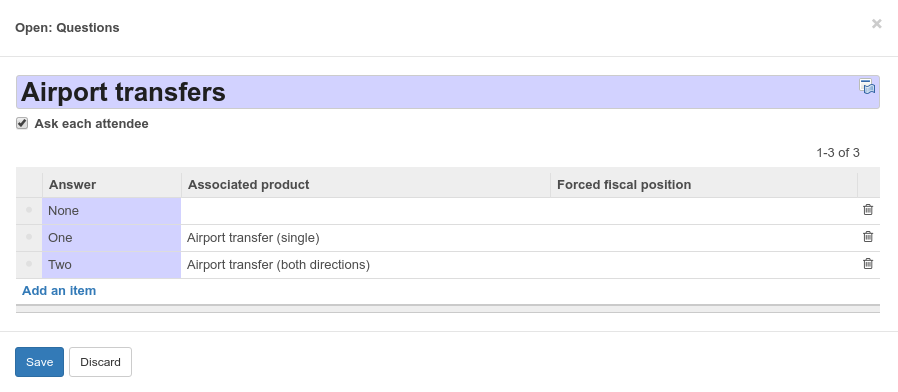 Open: Questions
×
Airport transfers
Ask each attendee
1-3 of 3
Answer Associated product Forced fiscal position
None
One Airport transfer (single)
Two Airport transfer (both directions)
Add an item
Save Discard